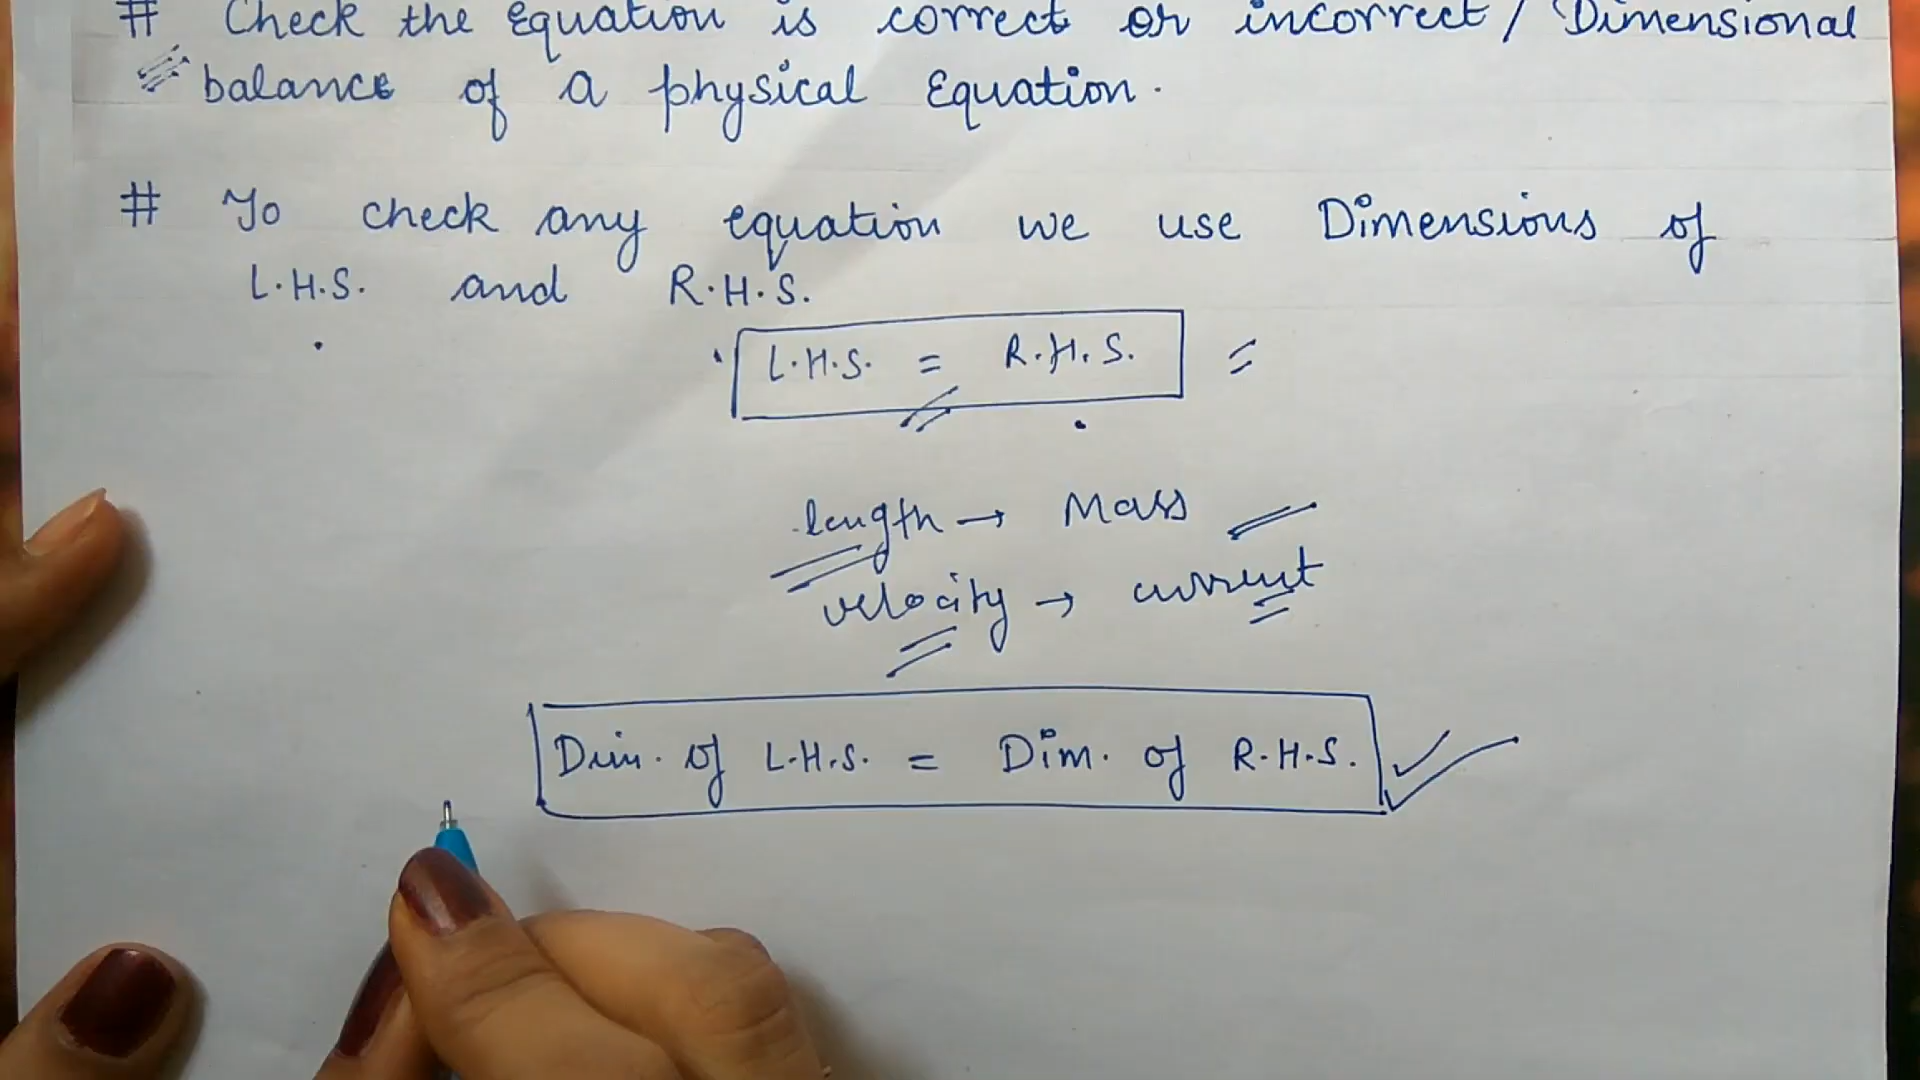 # Check the Equation is correct or incorrect / Dimensional
balance of a physical Equation.
# To check any equation we use Dimensions of
L.H.S. and R.H.S.
L.H.S. = R.H.S. =
length → Mass
velocity → current
Dim. of L.H.S. = Dim. of R.H.S.